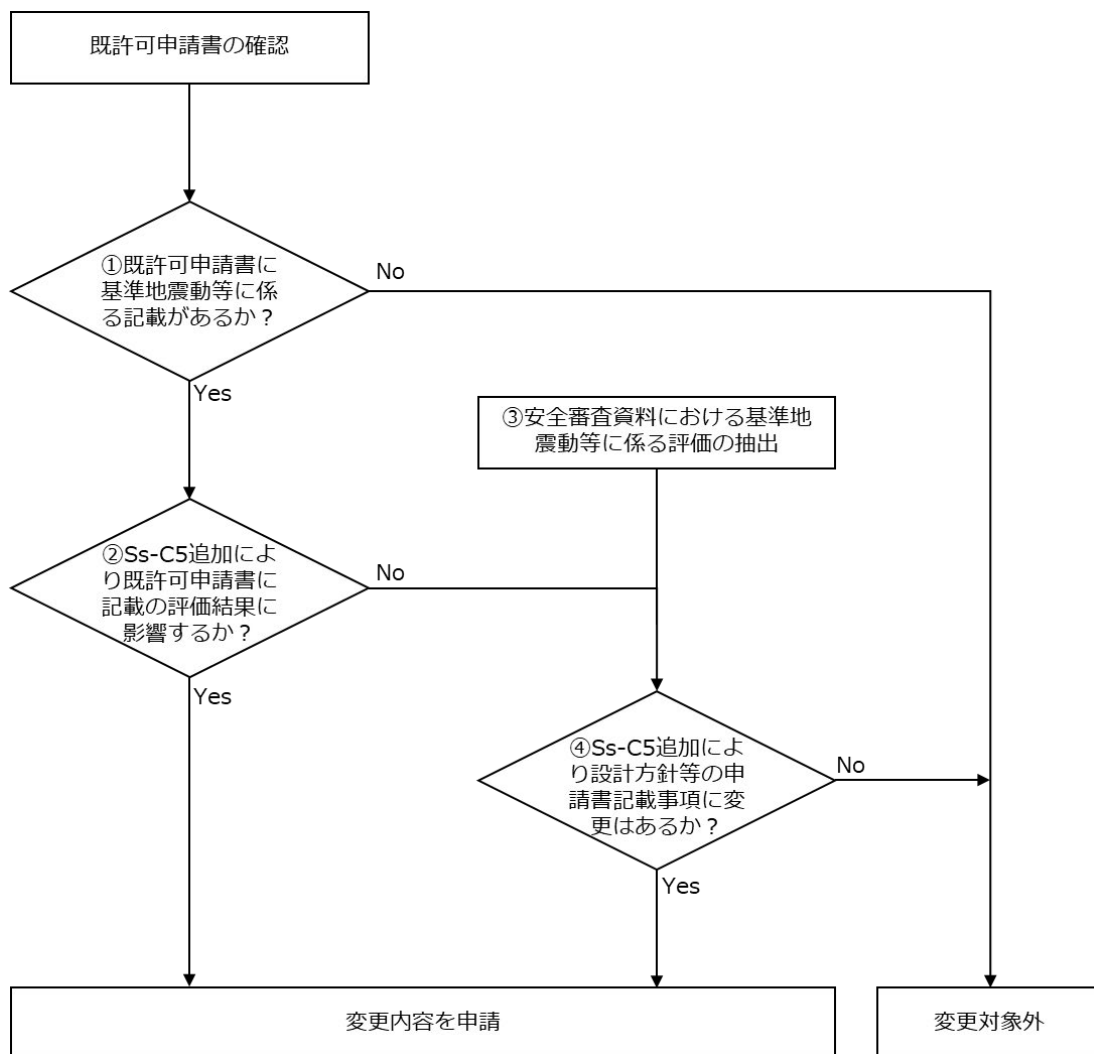 既許可申請書の確認
①既許可申請書に
基準地震動等に係
る記載があるか？
No
Yes
③安全審査資料における基準地
震動等に係る評価の抽出
②Ss-C5追加によ
り既許可申請書に
記載の評価結果に
影響するか？
No
Yes
④Ss-C5追加によ
り設計方針等の申
請書記載事項に変
更はあるか？
No
Yes
変更内容を申請
変更対象外